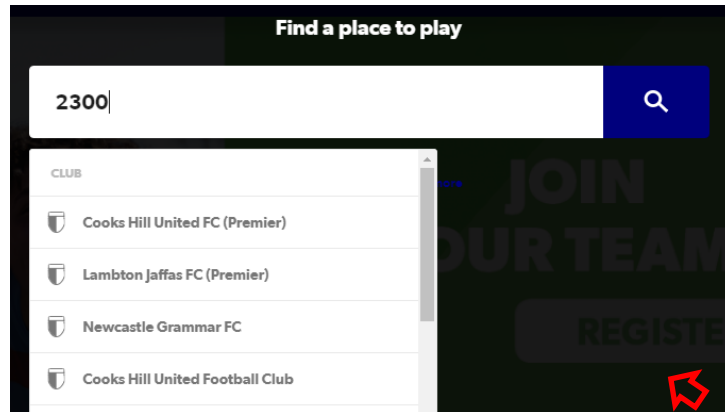 Find a place to play
2300
CLUB
JOIN
Cooks Hill United FC (Premier)
OUR TEAM
Lambton Jaffas FC (Premier)
Newcastle Grammar FC
REGISTE
Cooks Hill United Football Club